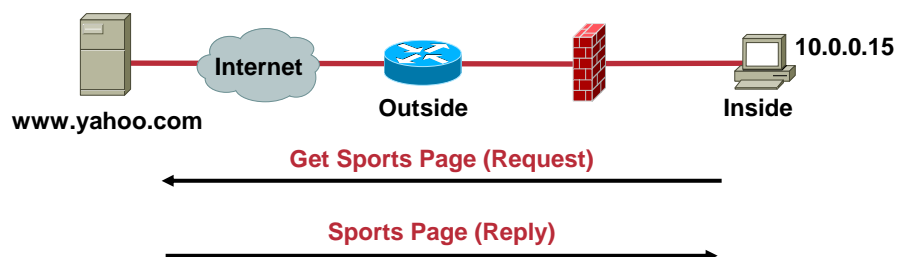 10.0.0.15
Internet
Outside
Inside
www.yahoo.com
Get Sports Page (Request)
Sports Page (Reply)